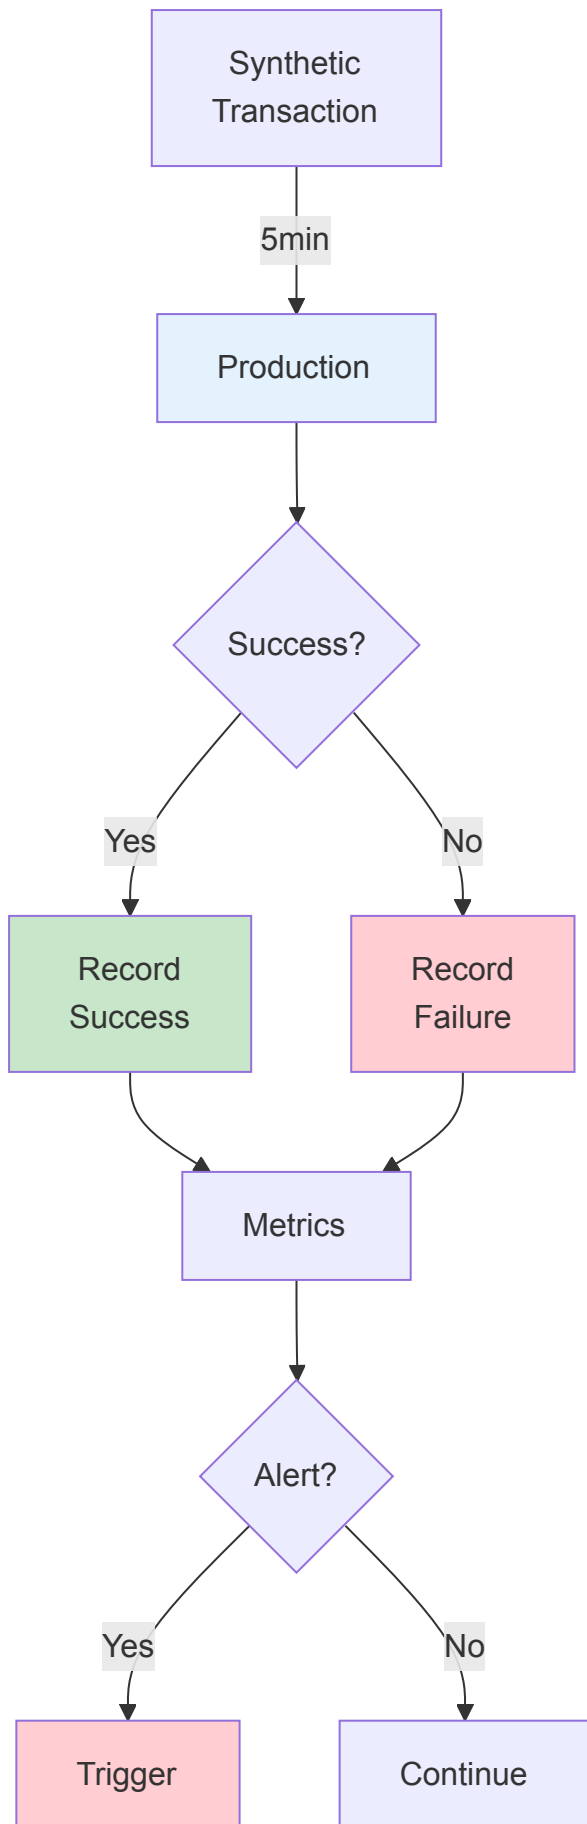 Synthetic
Transaction
5min
Production
Success?
Yes
No
Record
Success
Record
Failure
Metrics
Alert?
Yes
No
Trigger
Continue